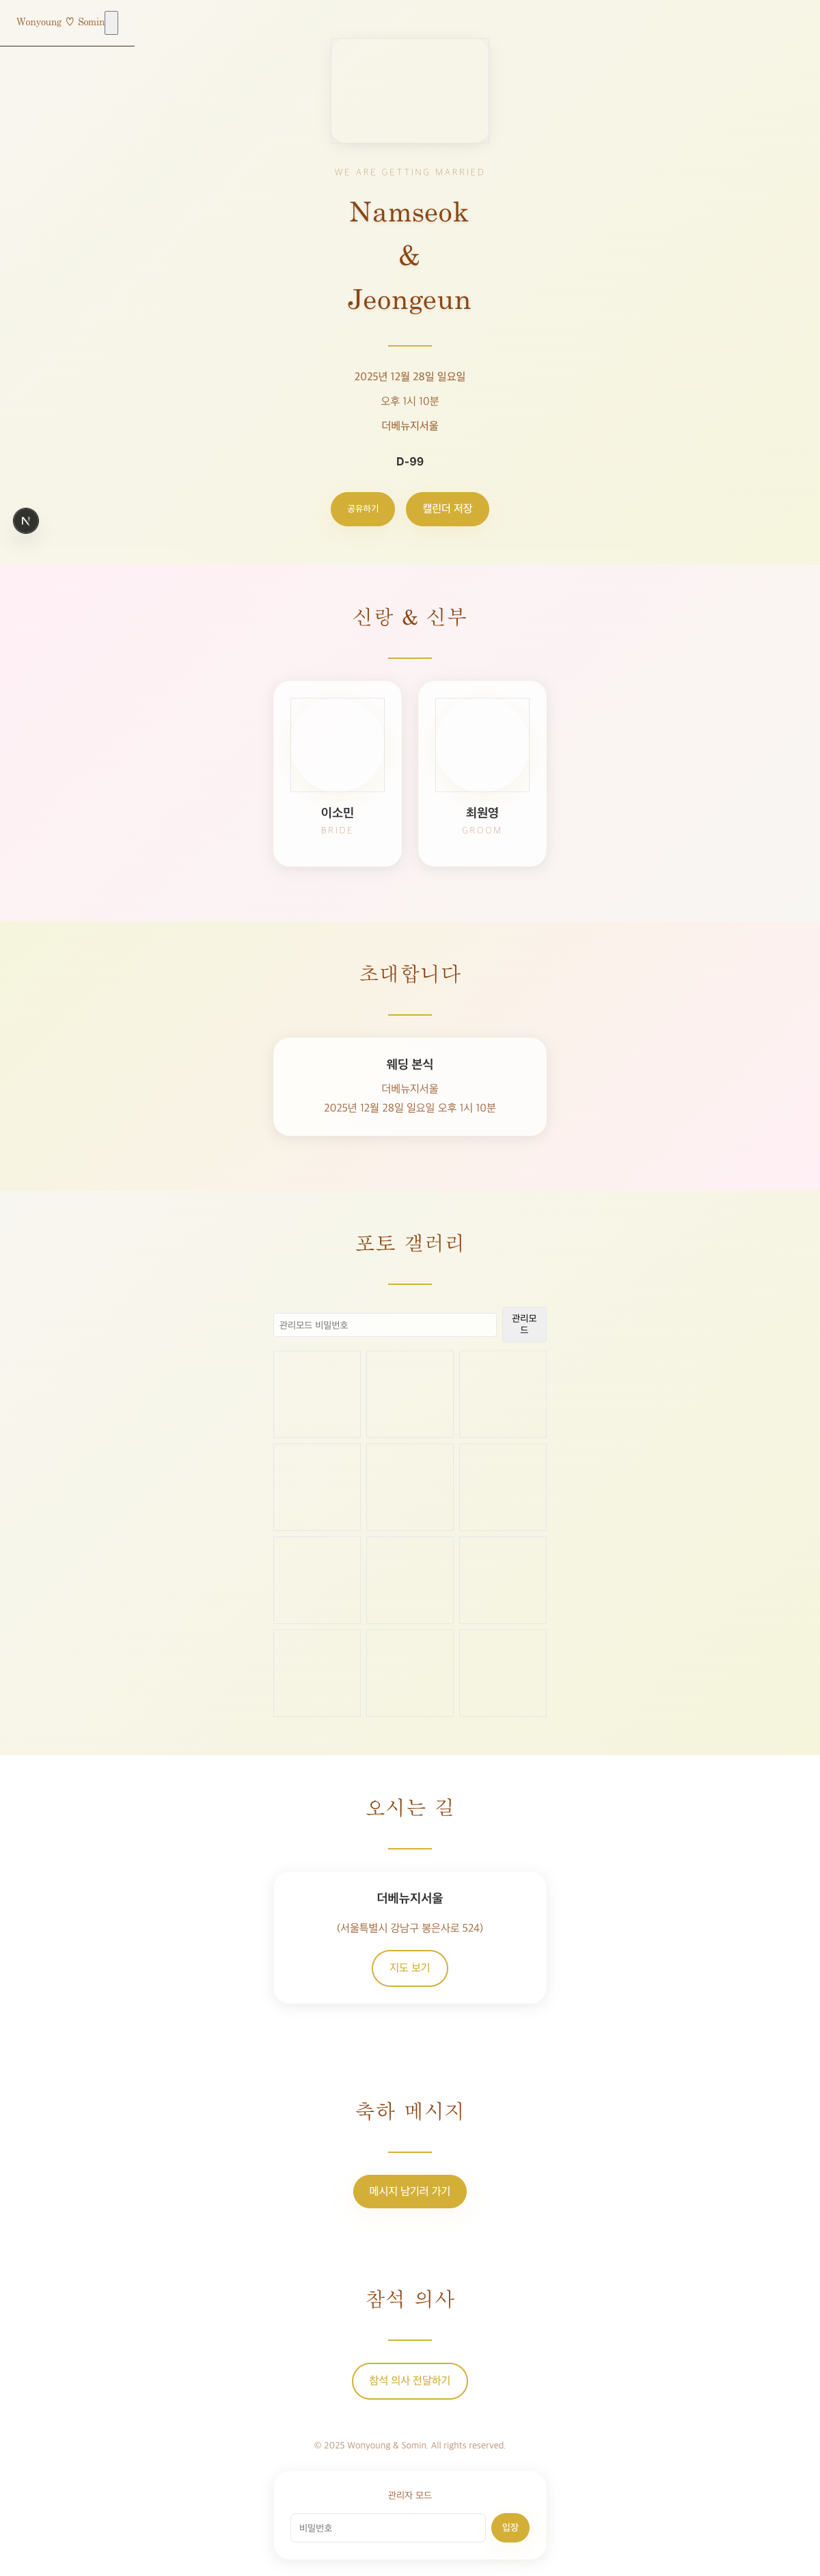 Wonyoung ♡ Somin
WE ARE GETTING MARRIED
Namseok
&
Jeongeun
2025년 12월 28일 일요일
오후 1시 10분
더베뉴지서울
D-99
공유하기
캘린더 저장
N
신랑 & 신부
이소민
BRIDE
최원영
GROOM
초대합니다
웨딩 본식
더베뉴지서울
2025년 12월 28일 일요일 오후 1시 10분
포토 갤러리
관리모드 비밀번호
관리모
드
오시는 길
더베뉴지서울
(서울특별시 강남구 봉은사로 524)
지도 보기
축하 메시지
메시지 남기러 가기
참석 의사
참석 의사 전달하기
© 2025 Wonyoung & Somin. All rights reserved.
관리자 모드
비밀번호
입장